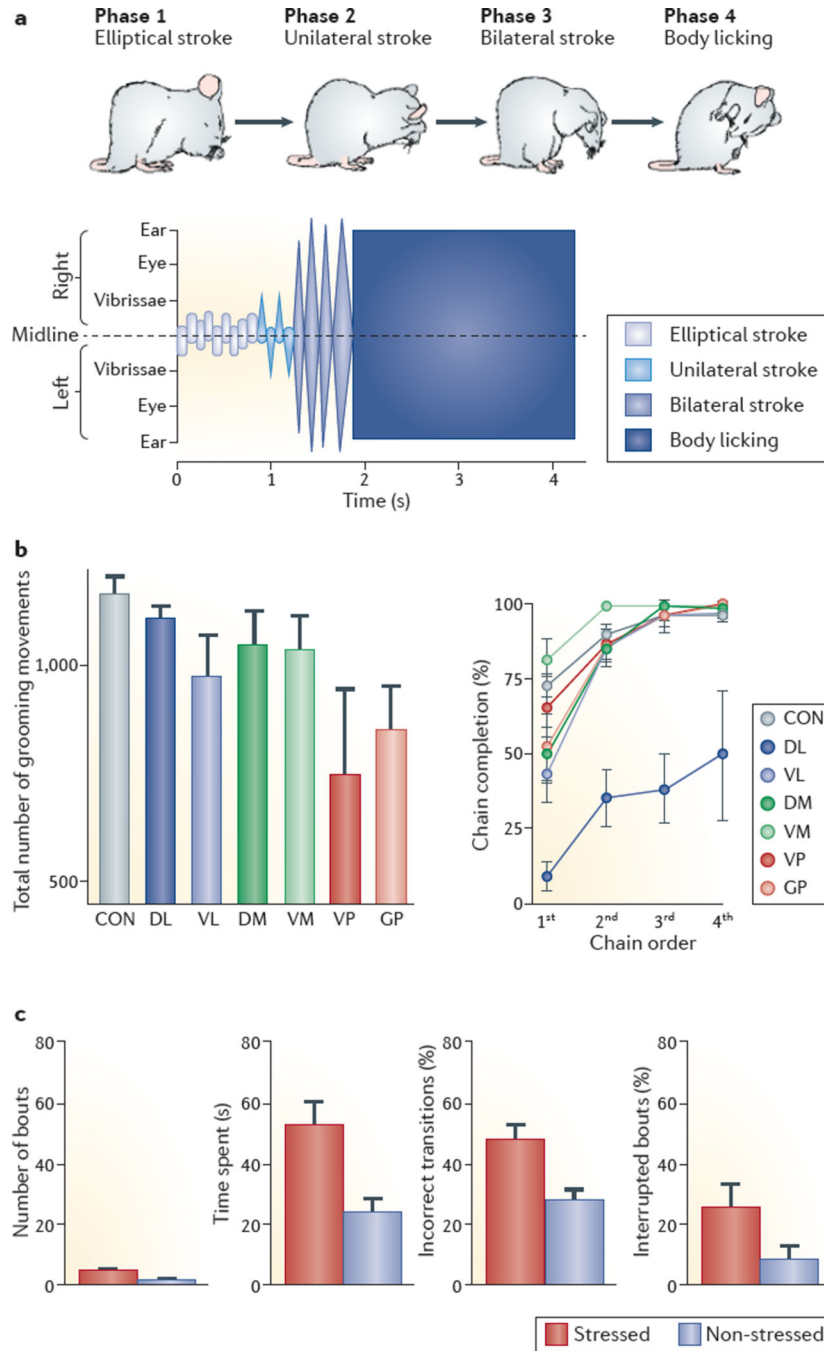 a
Phase 1
Elliptical stroke
Phase 2
Unilateral stroke
Phase 3
Bilateral stroke
Phase 4
Body licking
Right
Left
Ear
Eye
Vibrissae
Midline
Vibrissae
Eye
Ear
0
1
2
3
4
Time (s)
Elliptical stroke
Unilateral stroke
Bilateral stroke
Body licking
b
Total number of grooming movements
1,000
500
CON
DL
VL
DM
VM
VP
GP
Chain completion (%)
100
75
50
25
0
1st
2nd
3rd
4th
Chain order
CON
DL
VL
DM
VM
VP
GP
c
Number of bouts
80
60
40
20
0
Time spent (s)
80
60
40
20
0
Incorrect transitions (%)
80
60
40
20
0
Interrupted bouts (%)
80
60
40
20
0
Stressed
Non-stressed